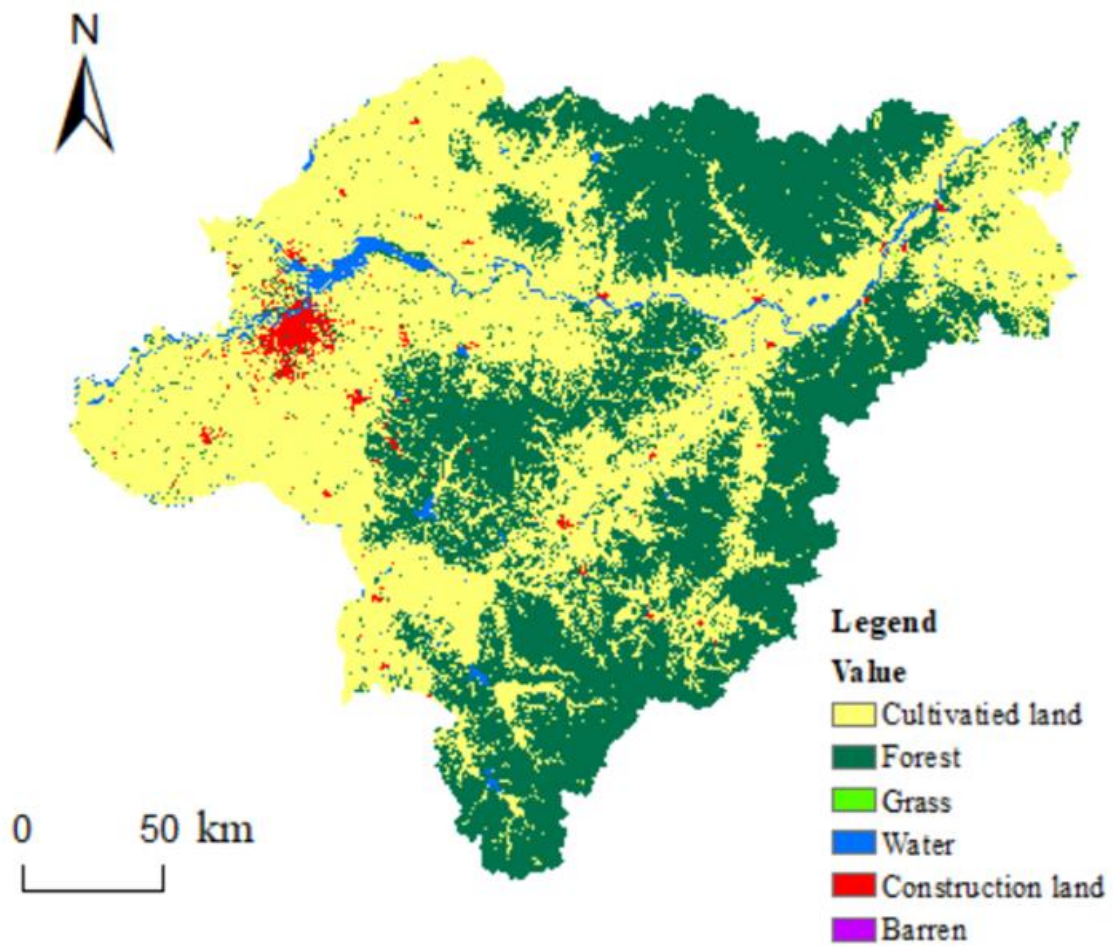 N
Legend
Value
Cultivatied land
Forest
Grass
Water
Construction land
Barren
0 50 km